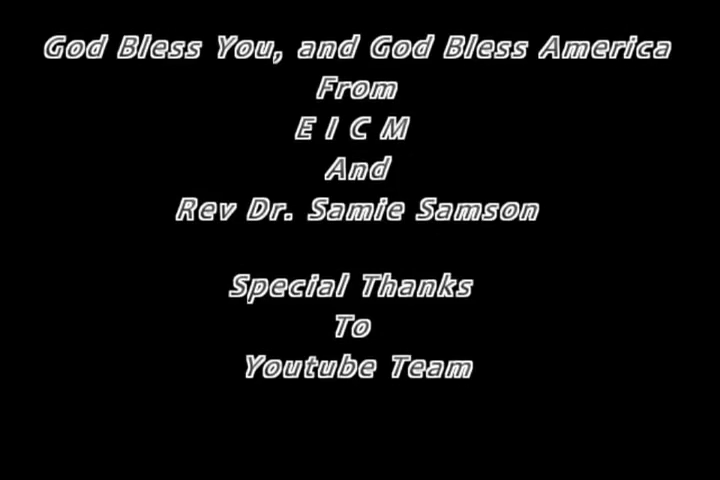 God Bless You, and God Bless America
From
E I C M
And
Rev Dr. Samie Samson
Special Thanks
To
Youtube Team